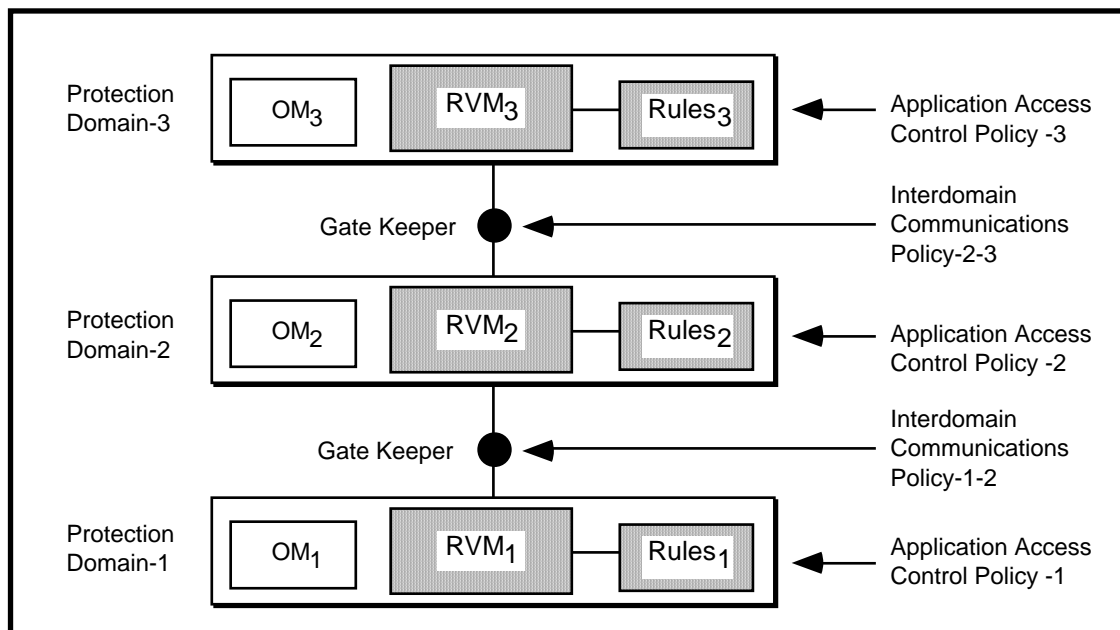 Protection
Domain-3
OM3
RVM3
Rules3
Application Access
Control Policy -3
Gate Keeper
Interdomain
Communications
Policy-2-3
Protection
Domain-2
OM2
RVM2
Rules2
Application Access
Control Policy -2
Gate Keeper
Interdomain
Communications
Policy-1-2
Protection
Domain-1
OM1
RVM1
Rules1
Application Access
Control Policy -1